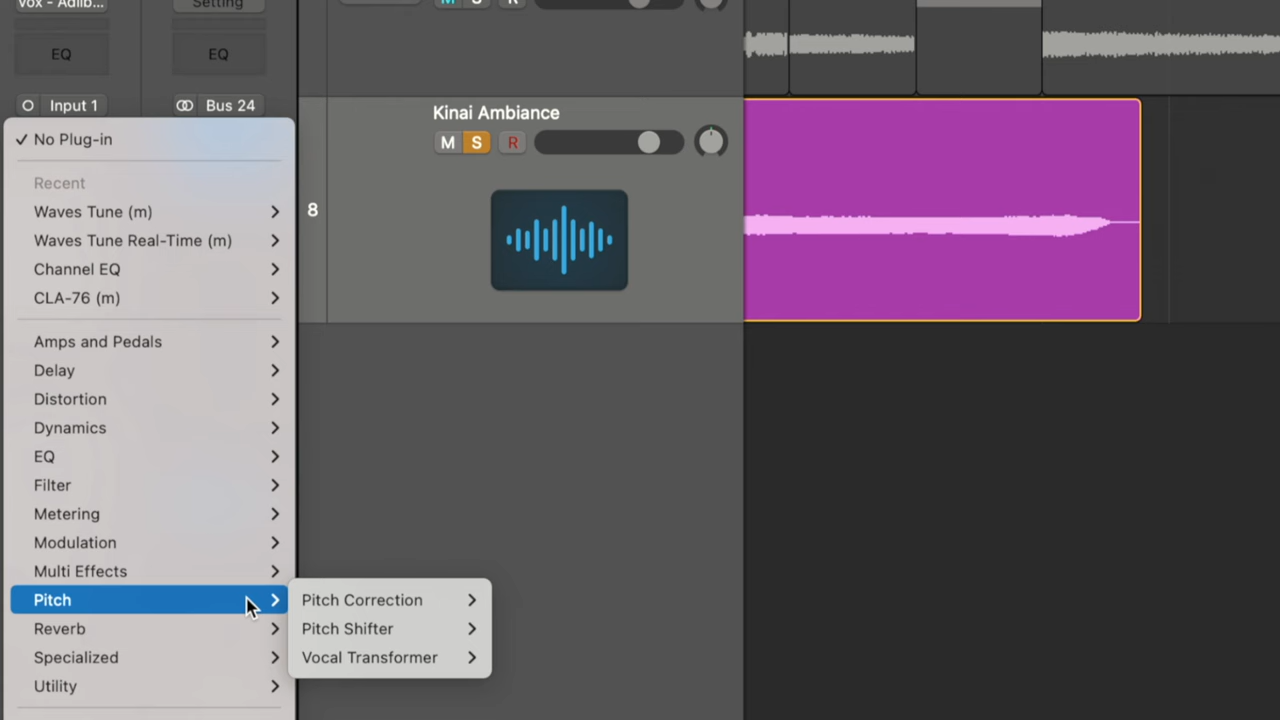 Vox - Adlib...
Setting
M S R
EQ
EQ
Input 1
Bus 24
Kinai Ambiance
M S R
8
✓ No Plug-in
Recent
Waves Tune (m)
Waves Tune Real-Time (m)
Channel EQ
CLA-76 (m)
Amps and Pedals
Delay
Distortion
Dynamics
EQ
Filter
Metering
Modulation
Multi Effects
Pitch
Reverb
Specialized
Utility
Pitch Correction
Pitch Shifter
Vocal Transformer